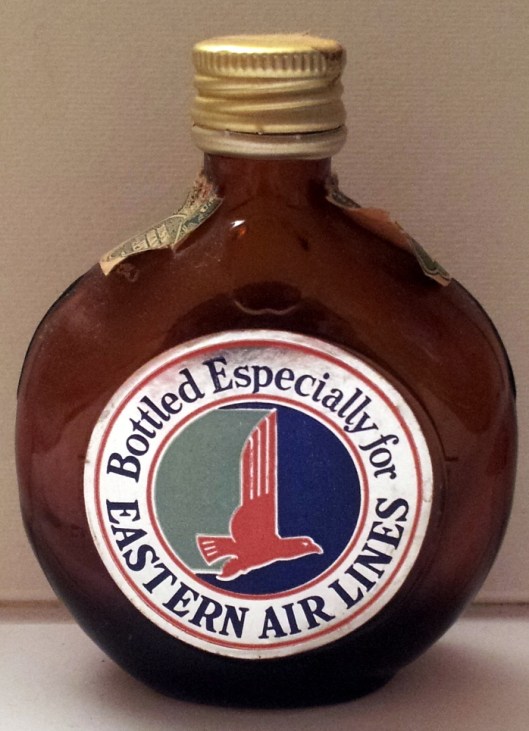 Bottled Especially for
EASTERN AIR LINES